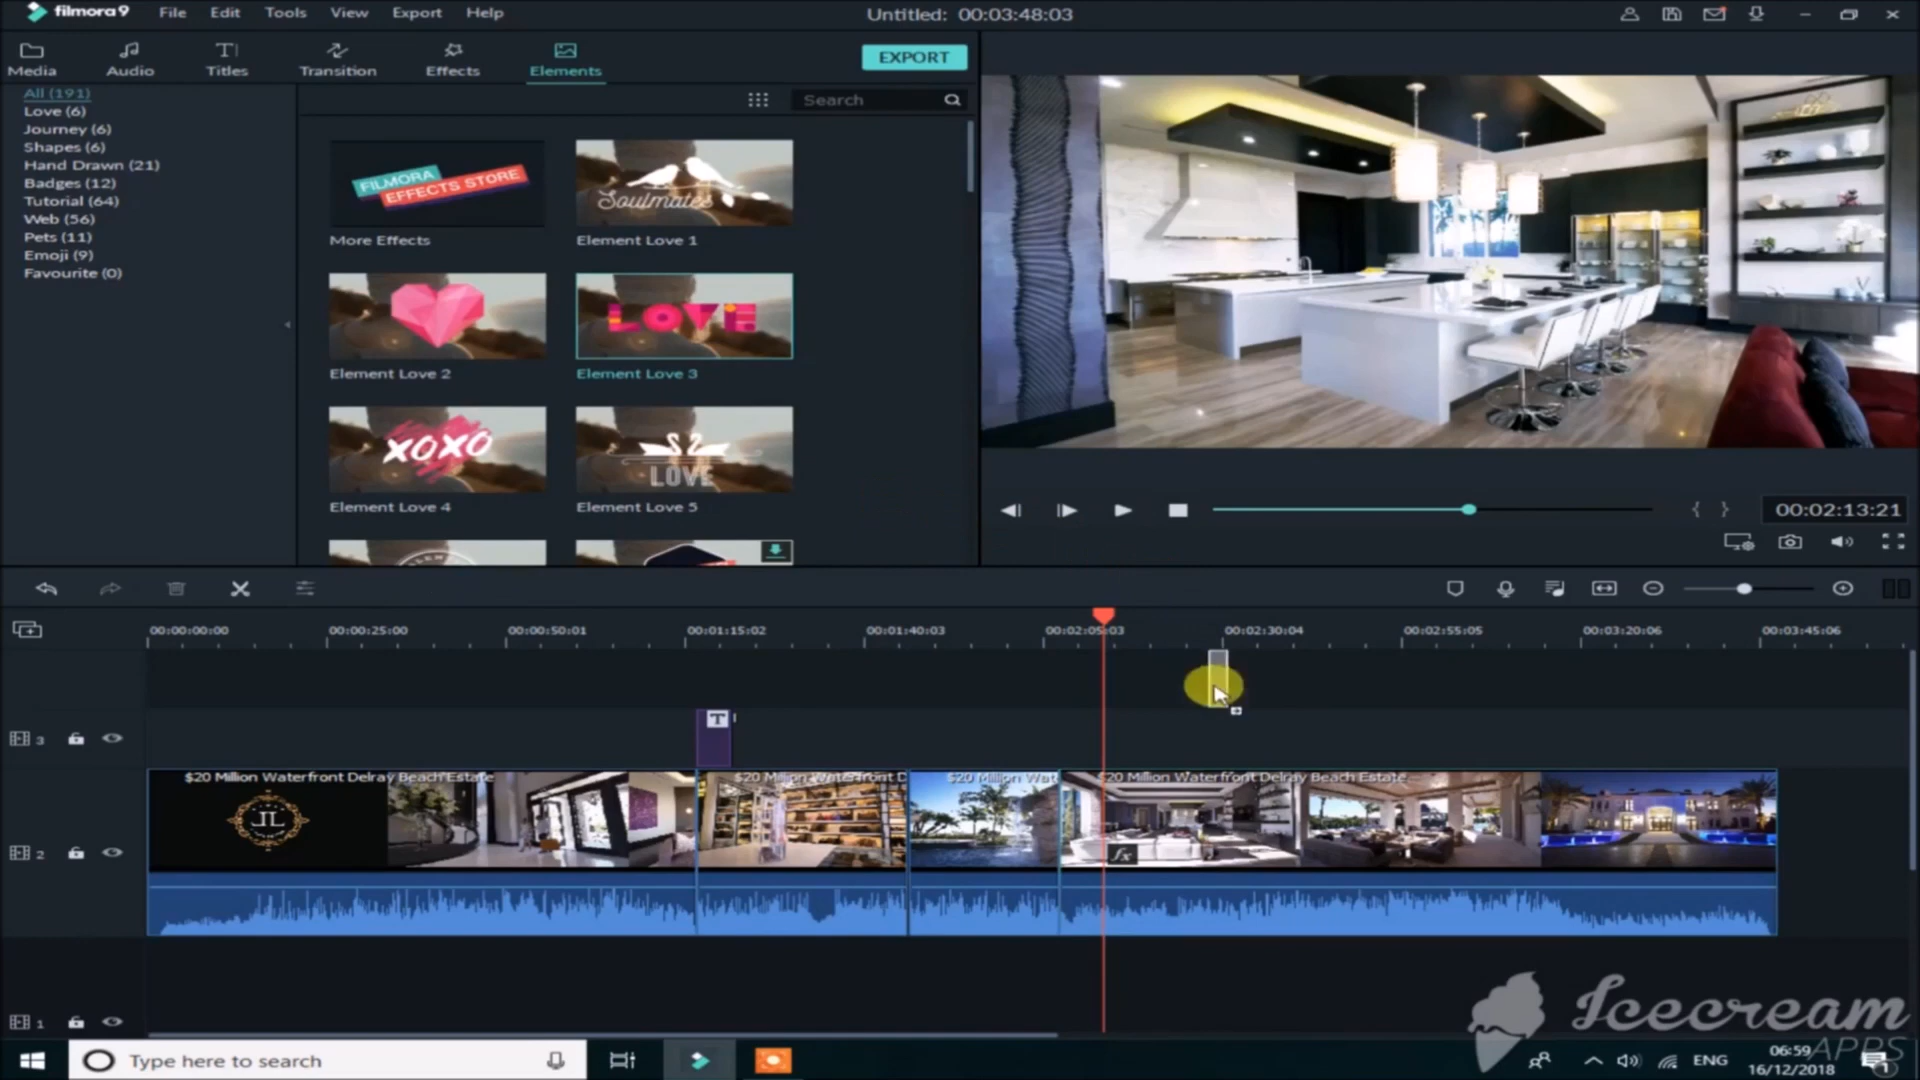 filmora9 File Edit Tools View Export Help
Untitled: 00:03:48:03
Media Audio Titles Transition Effects Elements
EXPORT
All (191)
Love (6)
Journey (6)
Shapes (6)
Hand Drawn (21)
Badges (12)
Tutorial (64)
Web (56)
Pets (11)
Emoji (9)
Favourite (0)
Search
FILMORA
EFFECTS STORE
More Effects
Soulmates
Element Love 1
Element Love 2
LOVE
Element Love 3
XOXO
Element Love 4
LOVE
Element Love 5
00:02:13:21
00:00:00:00 00:00:25:00 00:00:50:01 00:01:15:02 00:01:40:03 00:02:05:03 00:02:30:04 00:02:55:05 00:03:20:06 00:03:45:06
3
T
$20 Million Waterfront Delray Beach Estate
$20 Million Waterfront D
$20 Million Wat
$20 Million Waterfront Delray Beach Estate
JL
fx
2
1
Icecream
APPS
Type here to search
ENG
06:59
16/12/2018
1